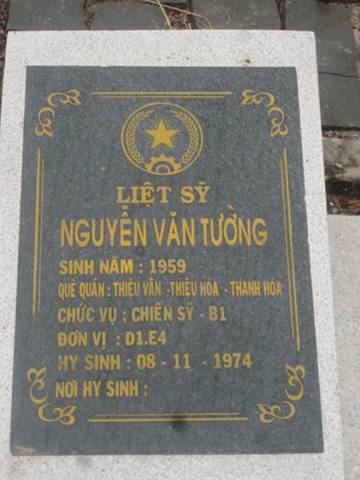 LIỆT SỸ
NGUYỄN VĂN TƯỜNG
SINH NĂM : 1959
QUÊ QUÁN : THIỆU VÂN - THIỆU HÓA - THANH HÓA
CHỨC VỤ : CHIẾN SỸ - B1
ĐƠN VỊ : D1.E4
HY SINH : 08 - 11 - 1974
NƠI HY SINH :